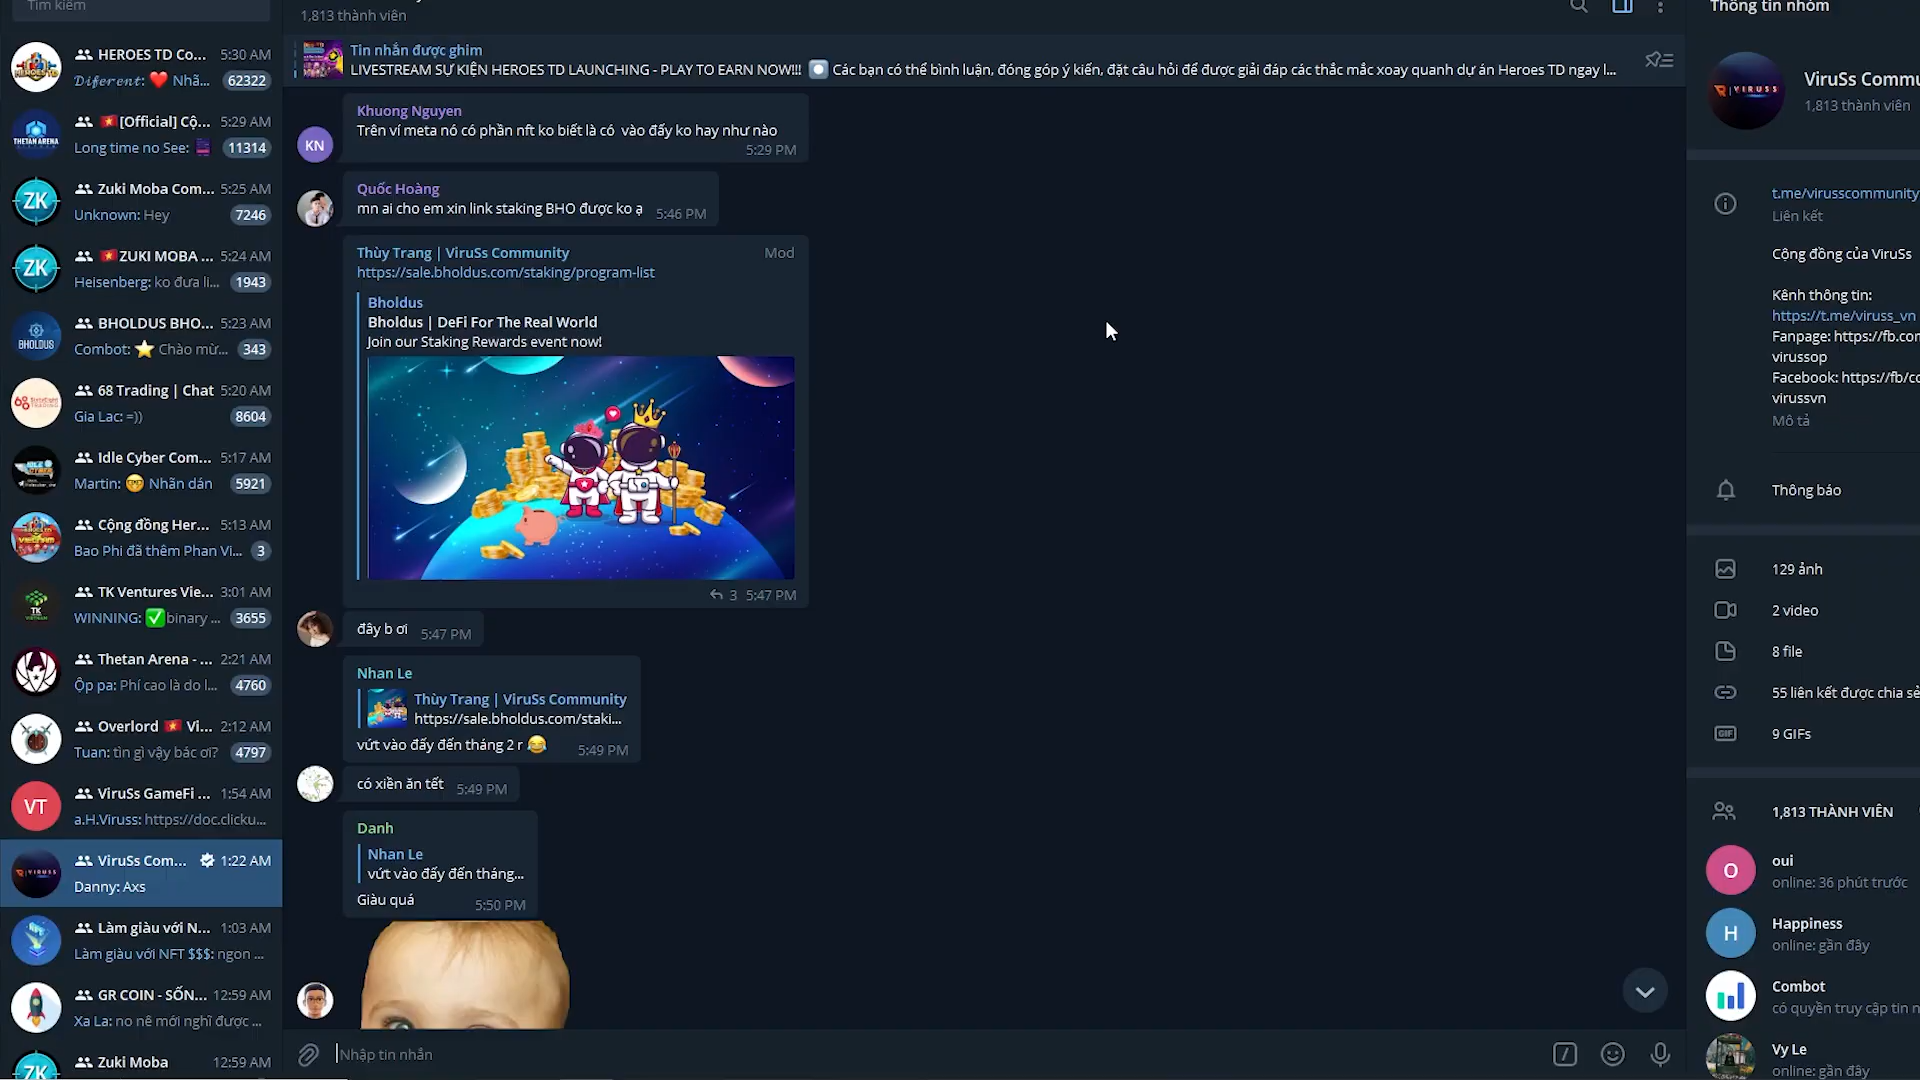 Tìm kiếm
HEROES TD Co... 5:30 AM
𝓓𝓲𝓯𝓮𝓻𝓮𝓷𝓽: ❤️ Nhã... 62322
🇻🇳[Official] Cộ... 5:29 AM
Long time no See: 11314
THETAN ARENA
Zuki Moba Com... 5:25 AM
Unknown: Hey 7246
ZK
🇻🇳ZUKI MOBA ... 5:24 AM
Heisenberg: ko đưa li... 1943
ZK
BHOLDUS BHO... 5:23 AM
Combot: ⭐ Chào mừ... 343
BHOLDUS
68 Trading | Chat 5:20 AM
Gia Lac: =)) 8604
Idle Cyber Com... 5:17 AM
Martin: 🤓 Nhãn dán 5921
Cộng đồng Her... 5:13 AM
Bao Phi đã thêm Phan Vi... 3
TK Ventures Vie... 3:01 AM
WINNING: ✅binary ... 3655
TK
Thetan Arena - ... 2:21 AM
Ộp pa: Phí cao là do l... 4760
Overlord 🇻🇳 Vi... 2:12 AM
Tuan: tìn gì vậy bác ơi? 4797
ViruSs GameFi ... 1:54 AM
a.H.Viruss: https://doc.clicku...
VT
ViruSs Com... 1:22 AM
Danny: Axs
Làm giàu với N... 1:03 AM
Làm giàu với NFT $$$: ngon ...
GR COIN - SỐN... 12:59 AM
Xa La: no nê mới nghĩ được ...
Zuki Moba 12:59 AM
ZK
1,813 thành viên
Tin nhắn được ghim
LIVESTREAM SỰ KIỆN HEROES TD LAUNCHING - PLAY TO EARN NOW!!! Các bạn có thể bình luận, đóng góp ý kiến, đặt câu hỏi để được giải đáp các thắc mắc xoay quanh dự án Heroes TD ngay l...
Khuong Nguyen
Trên ví meta nó có phần nft ko biết là có vào đấy ko hay như nào
5:29 PM
KN
Quốc Hoàng
mn ai cho em xin link staking BHO được ko ạ 5:46 PM
Thùy Trang | ViruSs Community Mod
https://sale.bholdus.com/staking/program-list
Bholdus
Bholdus | DeFi For The Real World
Join our Staking Rewards event now!
3 5:47 PM
đây b ơi 5:47 PM
Nhan Le
Thùy Trang | ViruSs Community
https://sale.bholdus.com/staki...
vứt vào đấy đến tháng 2 r 😂 5:49 PM
có xiền ăn tết 5:49 PM
Danh
Nhan Le
vứt vào đấy đến tháng...
Giàu quá 5:50 PM
Nhập tin nhắn
Thông tin nhóm
ViruSs Commu
1,813 thành viên
VIRUSS
t.me/virusscommunity
Liên kết
Cộng đồng của ViruSs
Kênh thông tin:
https://t.me/viruss_vn
Fanpage: https://fb.com
virussop
Facebook: https://fb/co
virussvn
Mô tả
Thông báo
129 ảnh
2 video
8 file
55 liên kết được chia sẻ
GIF
9 GIFs
1,813 THÀNH VIÊN
O
oui
online: 36 phút trước
H
Happiness
online: gần đây
Combot
có quyền truy cập tin n
Vy Le
online: gần đây